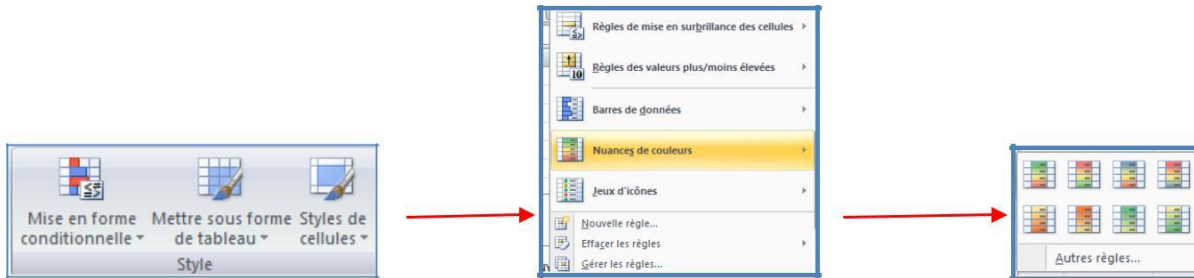 Mise en forme conditionnelle
Mettre sous forme de tableau
Styles de cellules
Style
Règles de mise en surbrillance des cellules
10
Règles des valeurs plus/moins élevées
Barres de données
Nuances de couleurs
Jeux d'icônes
Nouvelle règle...
Effacer les règles
Gérer les règles...
Autres règles...